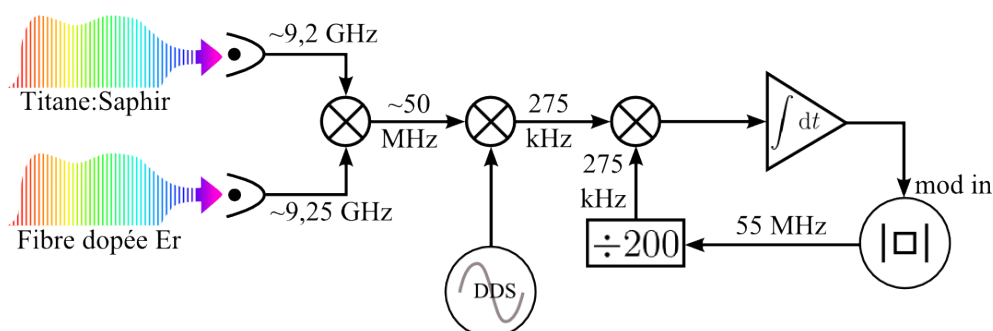 ~9,2 GHz
Titane:Saphir
~50
MHz
275
kHz
∫ dt
275
kHz
mod in
~9,25 GHz
Fibre dopée Er
÷200
55 MHz
DDS